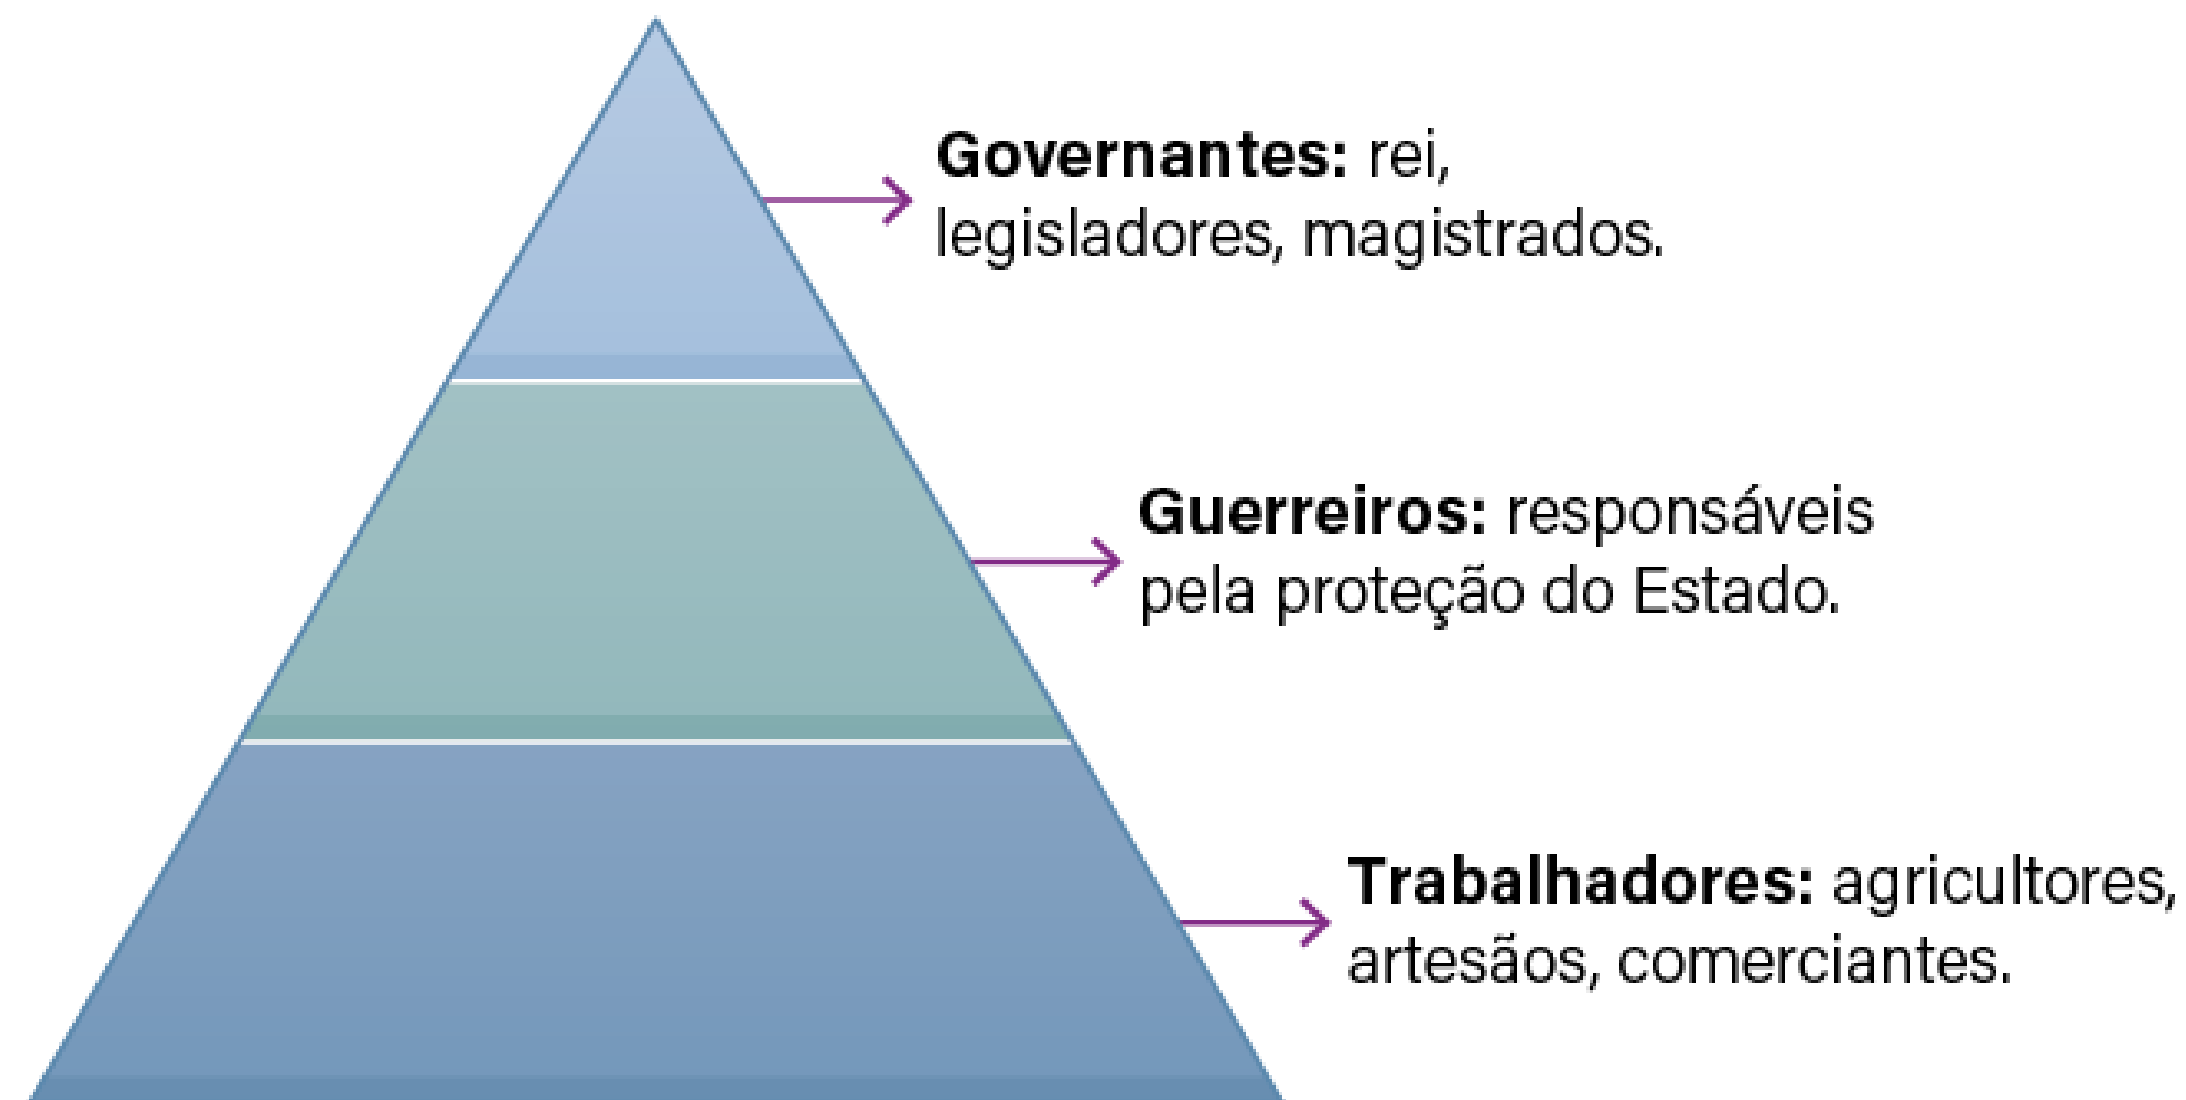 Governantes: rei,
legisladores, magistrados.
Guerreiros: responsáveis
pela proteção do Estado.
Trabalhadores: agricultores,
artesãos, comerciantes.